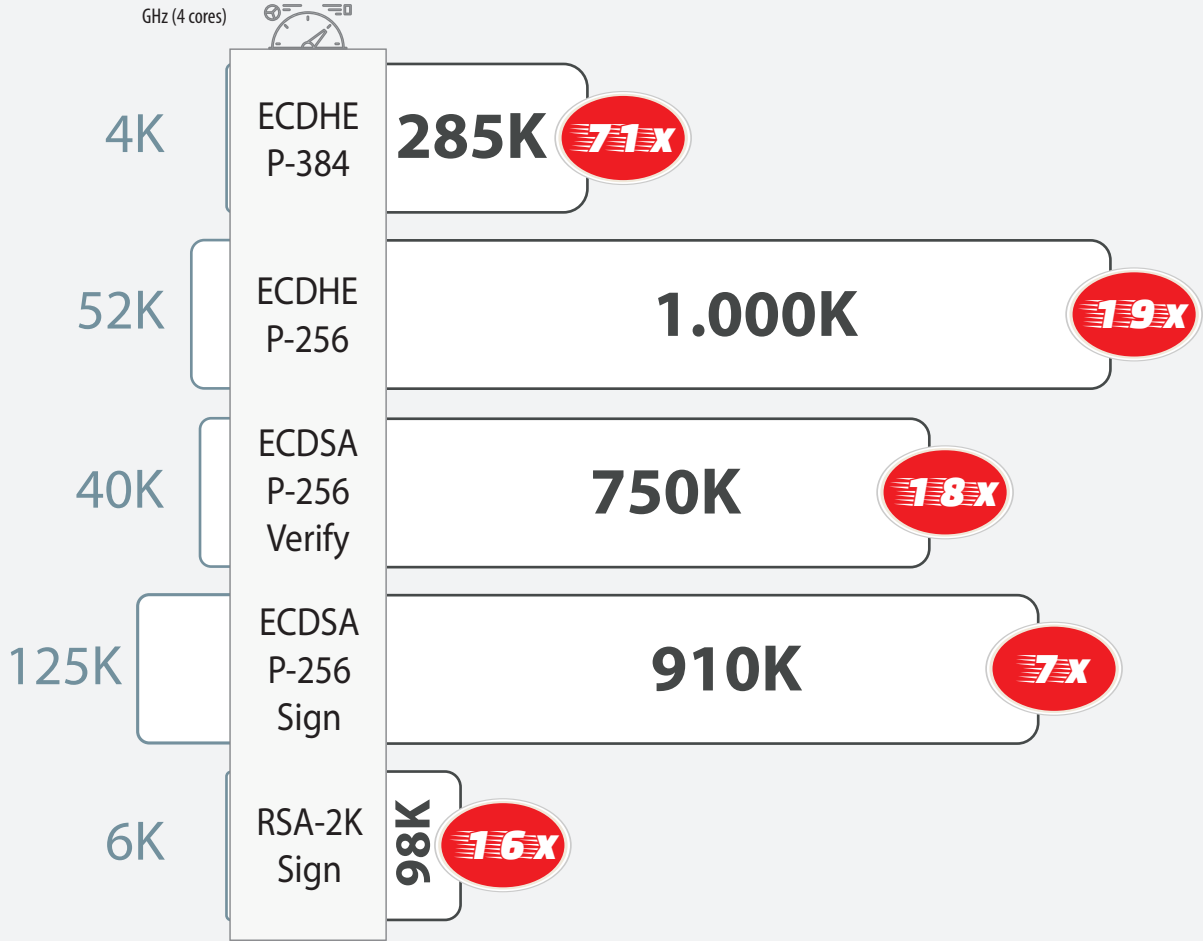 GHz (4 cores)
4K
ECDHE
P-384
285K
71x
52K
ECDHE
P-256
1.000K
19x
40K
ECDSA
P-256
Verify
750K
18x
125K
ECDSA
P-256
Sign
910K
7x
6K
RSA-2K
Sign
98K
16x